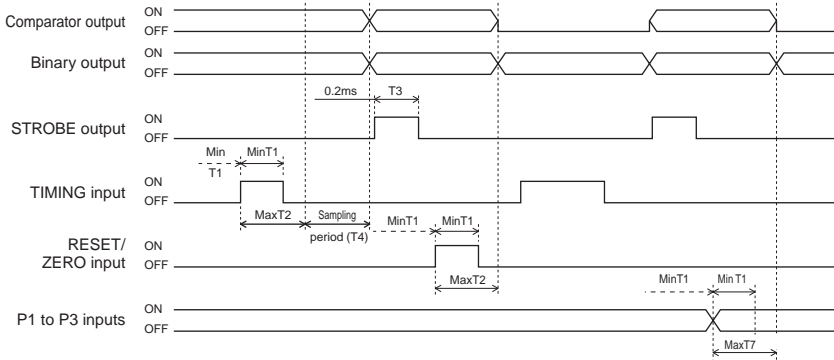 Comparator output
ON
OFF
Binary output
ON
OFF
0.2ms
T3
STROBE output
ON
OFF
Min
T1
MinT1
TIMING input
ON
OFF
MaxT2
Sampling
period (T4)
MinT1
MinT1
RESET/
ZERO input
ON
OFF
MaxT2
MinT1
Min T1
P1 to P3 inputs
ON
OFF
MaxT7